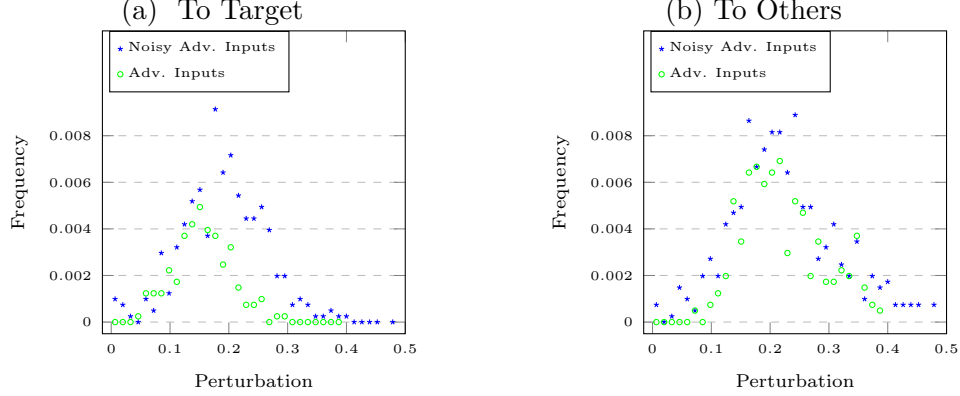 (a) To Target
Noisy Adv. Inputs
Adv. Inputs
0.008
0.006
0.004
0.002
0
Frequency
0 0.1 0.2 0.3 0.4 0.5
Perturbation
(b) To Others
Noisy Adv. Inputs
Adv. Inputs
0.008
0.006
0.004
0.002
0
Frequency
0 0.1 0.2 0.3 0.4 0.5
Perturbation